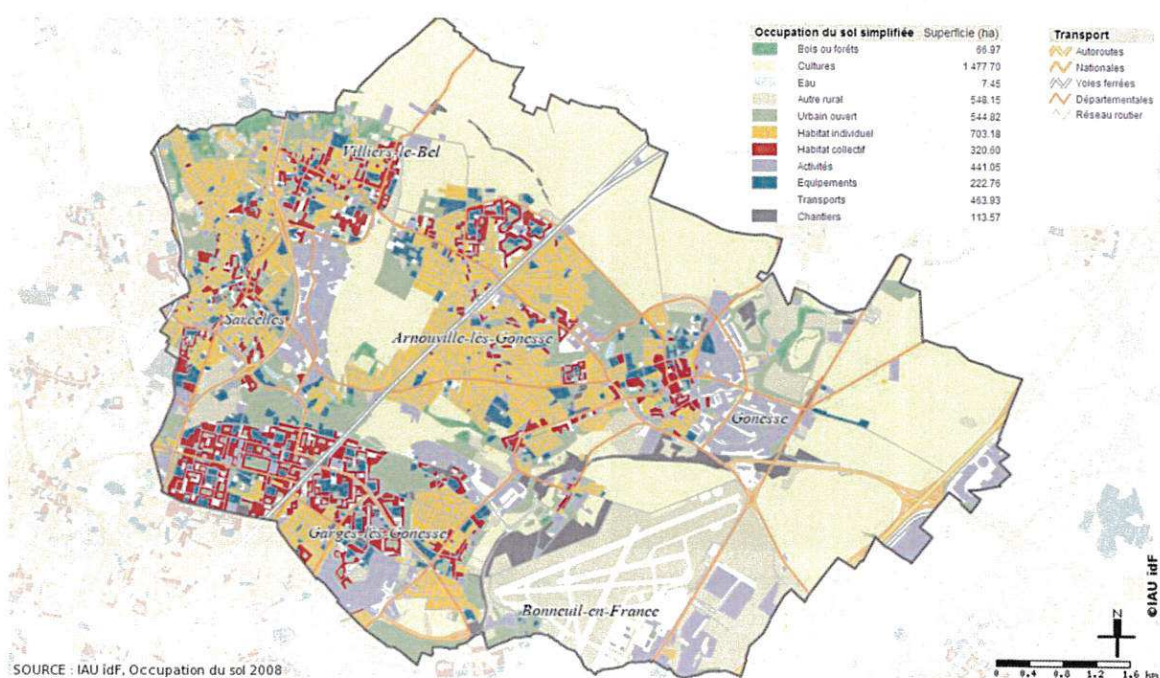 Occupation du sol simplifiée Superficie (ha)
Bois ou forêts 66.97
Cultures 1 477.70
Eau 7.45
Autre rural 548.15
Urbain ouvert 544.82
Habitat individuel 703.18
Habitat collectif 320.60
Activités 441.05
Equipements 222.76
Transports 463.93
Chantiers 113.57
Transport
Autoroutes
Nationales
Voies ferrées
Départementales
Réseau routier
Villiers-le-Bel
Sarcelles
Arnouville-lès-Gonesse
Gonesse
Garges-lès-Gonesse
Bonneuil-en-France
©IAU idF
N
SOURCE : IAU idF, Occupation du sol 2008
0 0.4 0.8 1.2 1.6 km